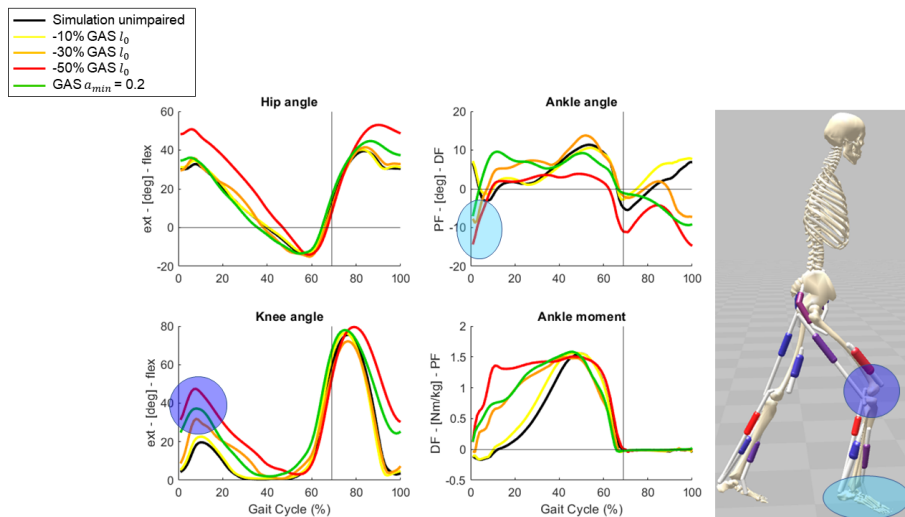 Simulation unimpaired
-10% GAS l₀
-30% GAS l₀
-50% GAS l₀
GAS aₘᵢₙ = 0.2
Hip angle
ext - [deg] - flex
60
40
20
0
-20
0 20 40 60 80 100
Ankle angle
PF - [deg] - DF
20
10
0
-10
-20
0 20 40 60 80 100
Knee angle
ext - [deg] - flex
80
60
40
20
0
0 20 40 60 80 100
Gait Cycle (%)
Ankle moment
DF - [Nm/kg] - PF
2
1.5
1
0.5
0
-0.5
0 20 40 60 80 100
Gait Cycle (%)